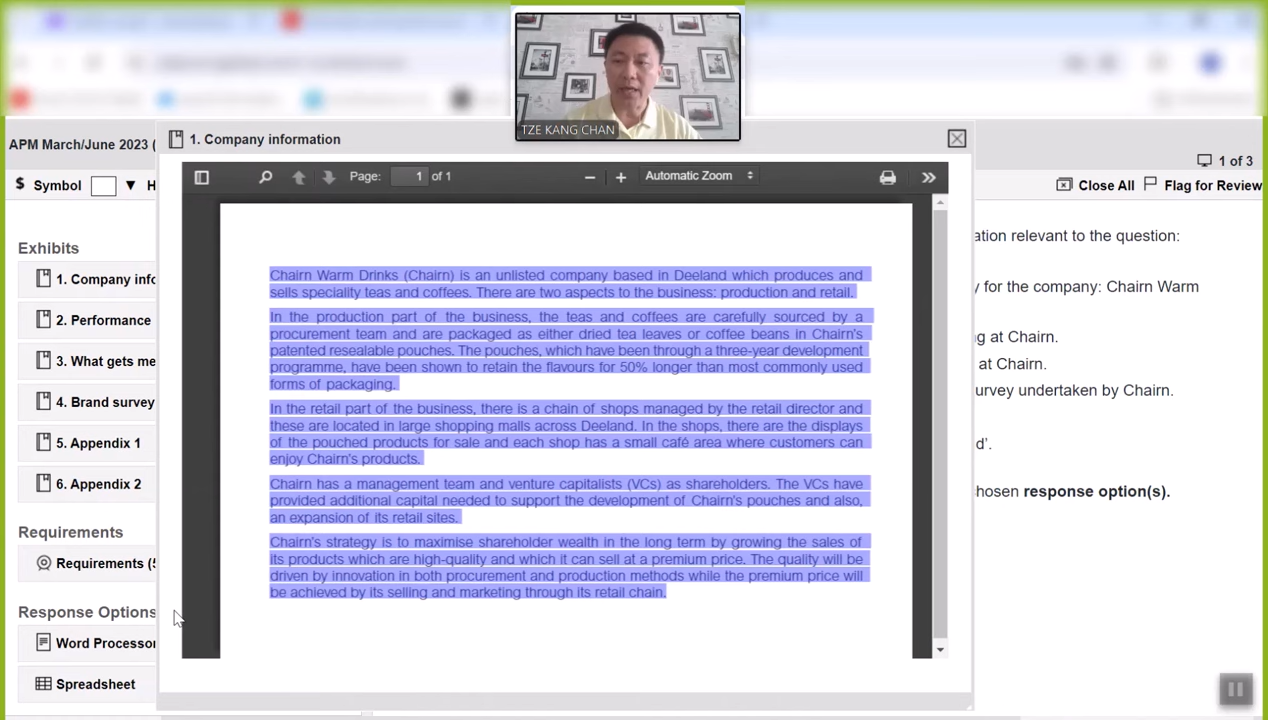 TZE KANG CHAN
APM March/June 2023 (
1. Company information
1 of 3
$ Symbol
H
Page: 1 of 1
Automatic Zoom
Close All
Flag for Review
Exhibits
1. Company info
2. Performance
3. What gets me
4. Brand survey
5. Appendix 1
6. Appendix 2
Requirements
Requirements (5
Response Options
Word Processor
Spreadsheet
Chairn Warm Drinks (Chairn) is an unlisted company based in Deeland which produces and
sells speciality teas and coffees. There are two aspects to the business: production and retail.
In the production part of the business, the teas and coffees are carefully sourced by a
procurement team and are packaged as either dried tea leaves or coffee beans in Chairn's
patented resealable pouches. The pouches, which have been through a three-year development
programme, have been shown to retain the flavours for 50% longer than most commonly used
forms of packaging.
In the retail part of the business, there is a chain of shops managed by the retail director and
these are located in large shopping malls across Deeland. In the shops, there are the displays
of the pouched products for sale and each shop has a small café area where customers can
enjoy Chairn's products.
Chairn has a management team and venture capitalists (VCs) as shareholders. The VCs have
provided additional capital needed to support the development of Chairn's pouches and also,
an expansion of its retail sites.
Chairn's strategy is to maximise shareholder wealth in the long term by growing the sales of
its products which are high-quality and which it can sell at a premium price. The quality will be
driven by innovation in both procurement and production methods while the premium price will
be achieved by its selling and marketing through its retail chain.
ation relevant to the question:
y for the company: Chairn Warm
g at Chairn.
at Chairn.
urvey undertaken by Chairn.
d'.
hosen response option(s).